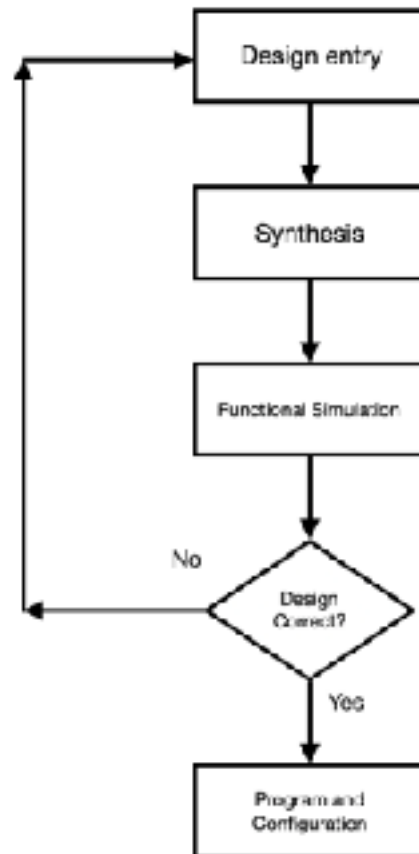 Design entry
Synthesis
Functional Simulation
No
Design
Correct?
Yes
Program and
Configuration